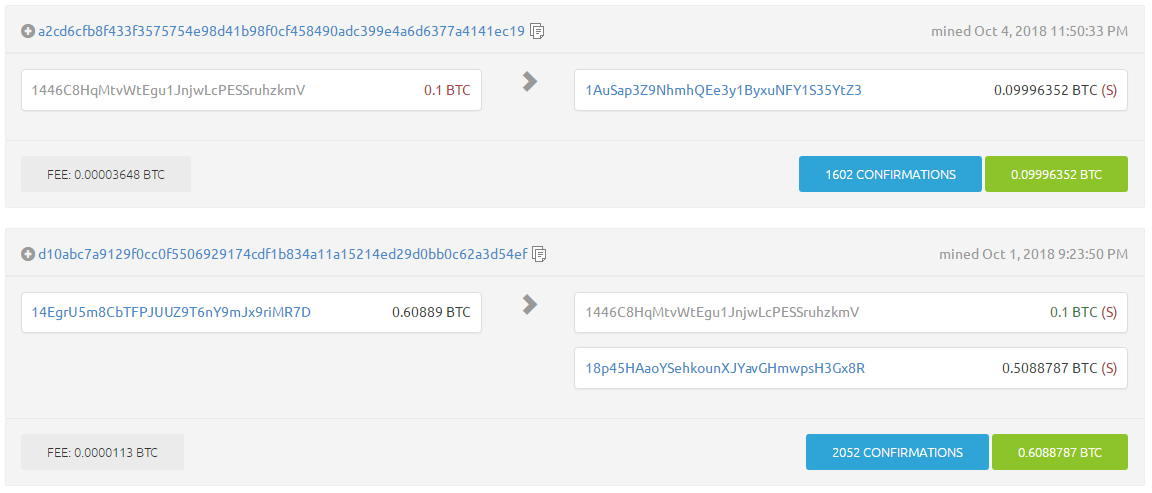 a2cd6cfb8f433f3575754e98d41b98f0cf458490adc399e4a6d6377a4141ec19 mined Oct 4, 2018 11:50:33 PM
1446C8HqMtvWtEgu1JnjwLcPESSruhzkmV 0.1 BTC 1AuSap3Z9NhmhQEe3y1ByxuNFY1S35YtZ3 0.09996352 BTC (S)
FEE: 0.00003648 BTC 1602 CONFIRMATIONS 0.09996352 BTC
d10abc7a9129f0cc0f5506929174cdf1b834a11a15214ed29d0bb0c62a3d54ef mined Oct 1, 2018 9:23:50 PM
14EgrU5m8CbTFPJUUZ9T6nY9mJx9riMR7D 0.60889 BTC 1446C8HqMtvWtEgu1JnjwLcPESSruhzkmV 0.1 BTC (S)
18p45HAaoYSehkounXJYavGHmwpsH3Gx8R 0.5088787 BTC (S)
FEE: 0.0000113 BTC 2052 CONFIRMATIONS 0.6088787 BTC